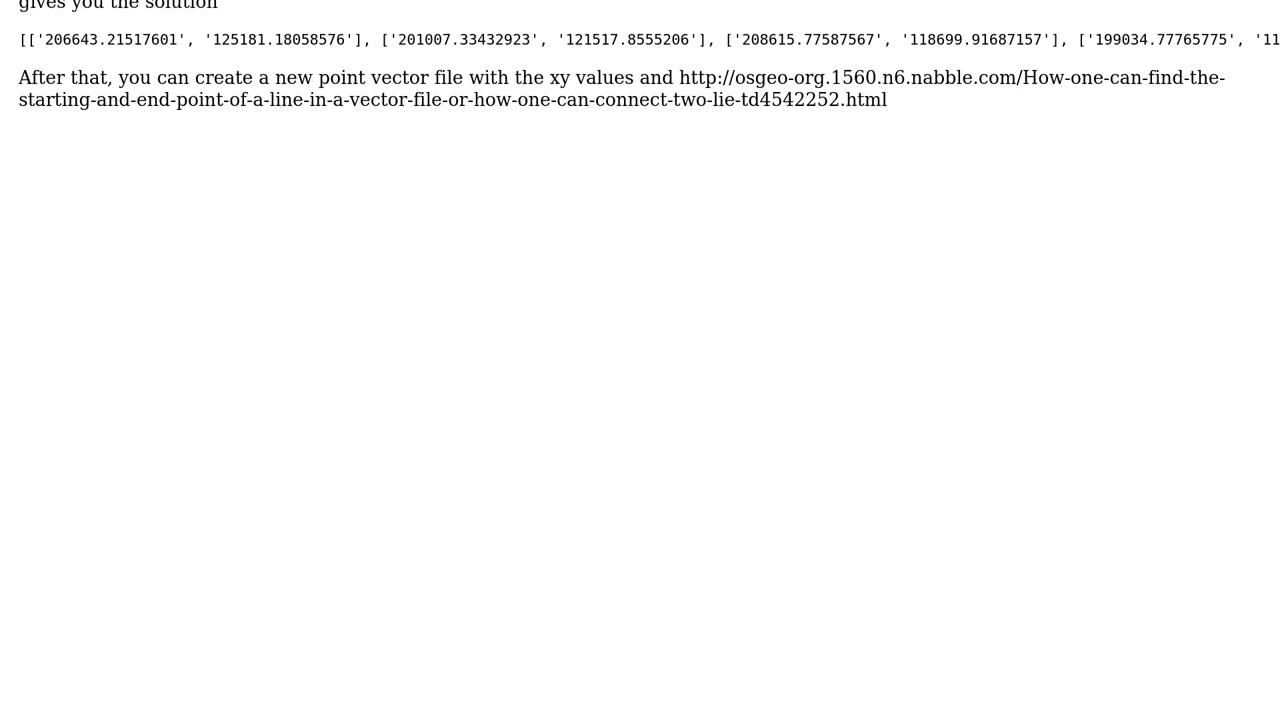 gives you the solution
[['206643.21517601', '125181.18058576'], ['201007.33432923', '121517.8555206'], ['208615.77587567', '118699.91687157'], ['199034.77765775', '11
After that, you can create a new point vector file with the xy values and http://osgeo-org.1560.n6.nabble.com/How-one-can-find-the-
starting-and-end-point-of-a-line-in-a-vector-file-or-how-one-can-connect-two-lie-td4542252.html